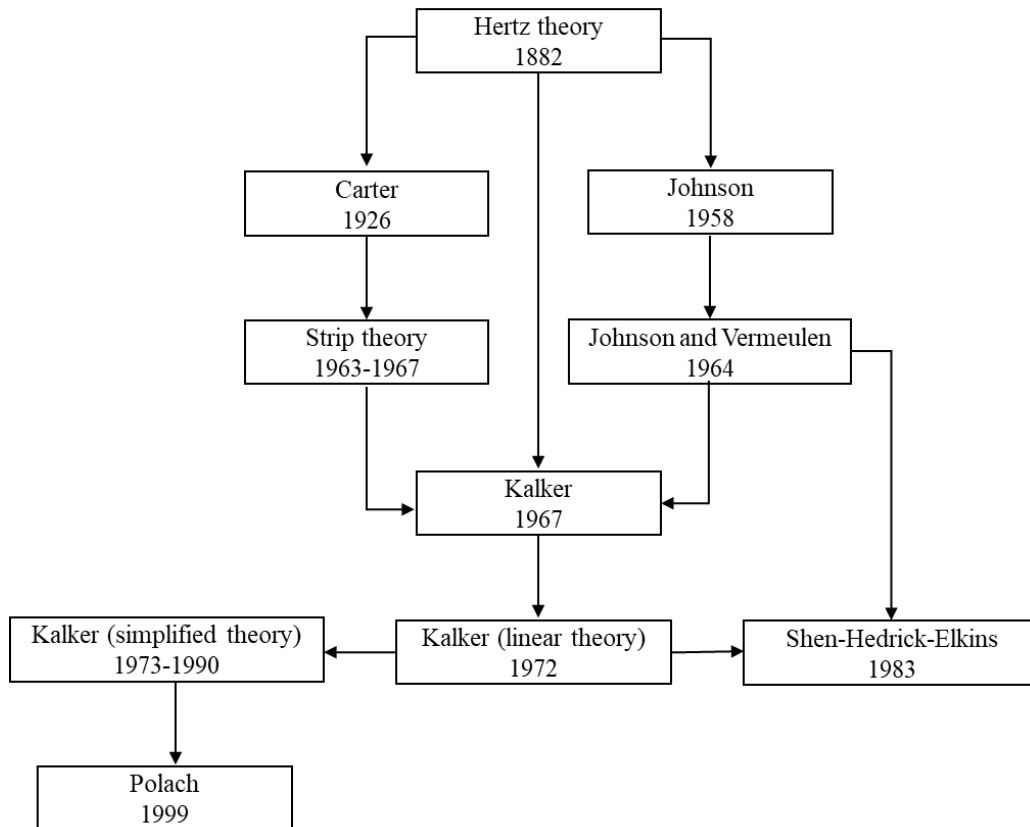 Hertz theory
1882
Carter
1926
Johnson
1958
Strip theory
1963-1967
Johnson and Vermeulen
1964
Kalker
1967
Kalker (simplified theory)
1973-1990
Kalker (linear theory)
1972
Shen-Hedrick-Elkins
1983
Polach
1999